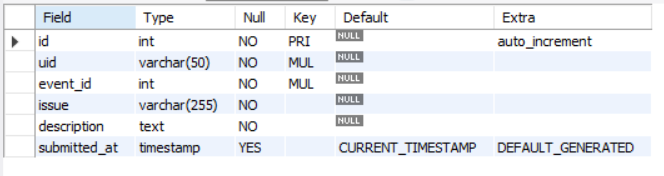 Field Type Null Key Default Extra
id int NO PRI NULL auto_increment
uid varchar(50) NO MUL NULL
event_id int NO MUL NULL
issue varchar(255) NO NULL
description text NO NULL
submitted_at timestamp YES CURRENT_TIMESTAMP DEFAULT_GENERATED